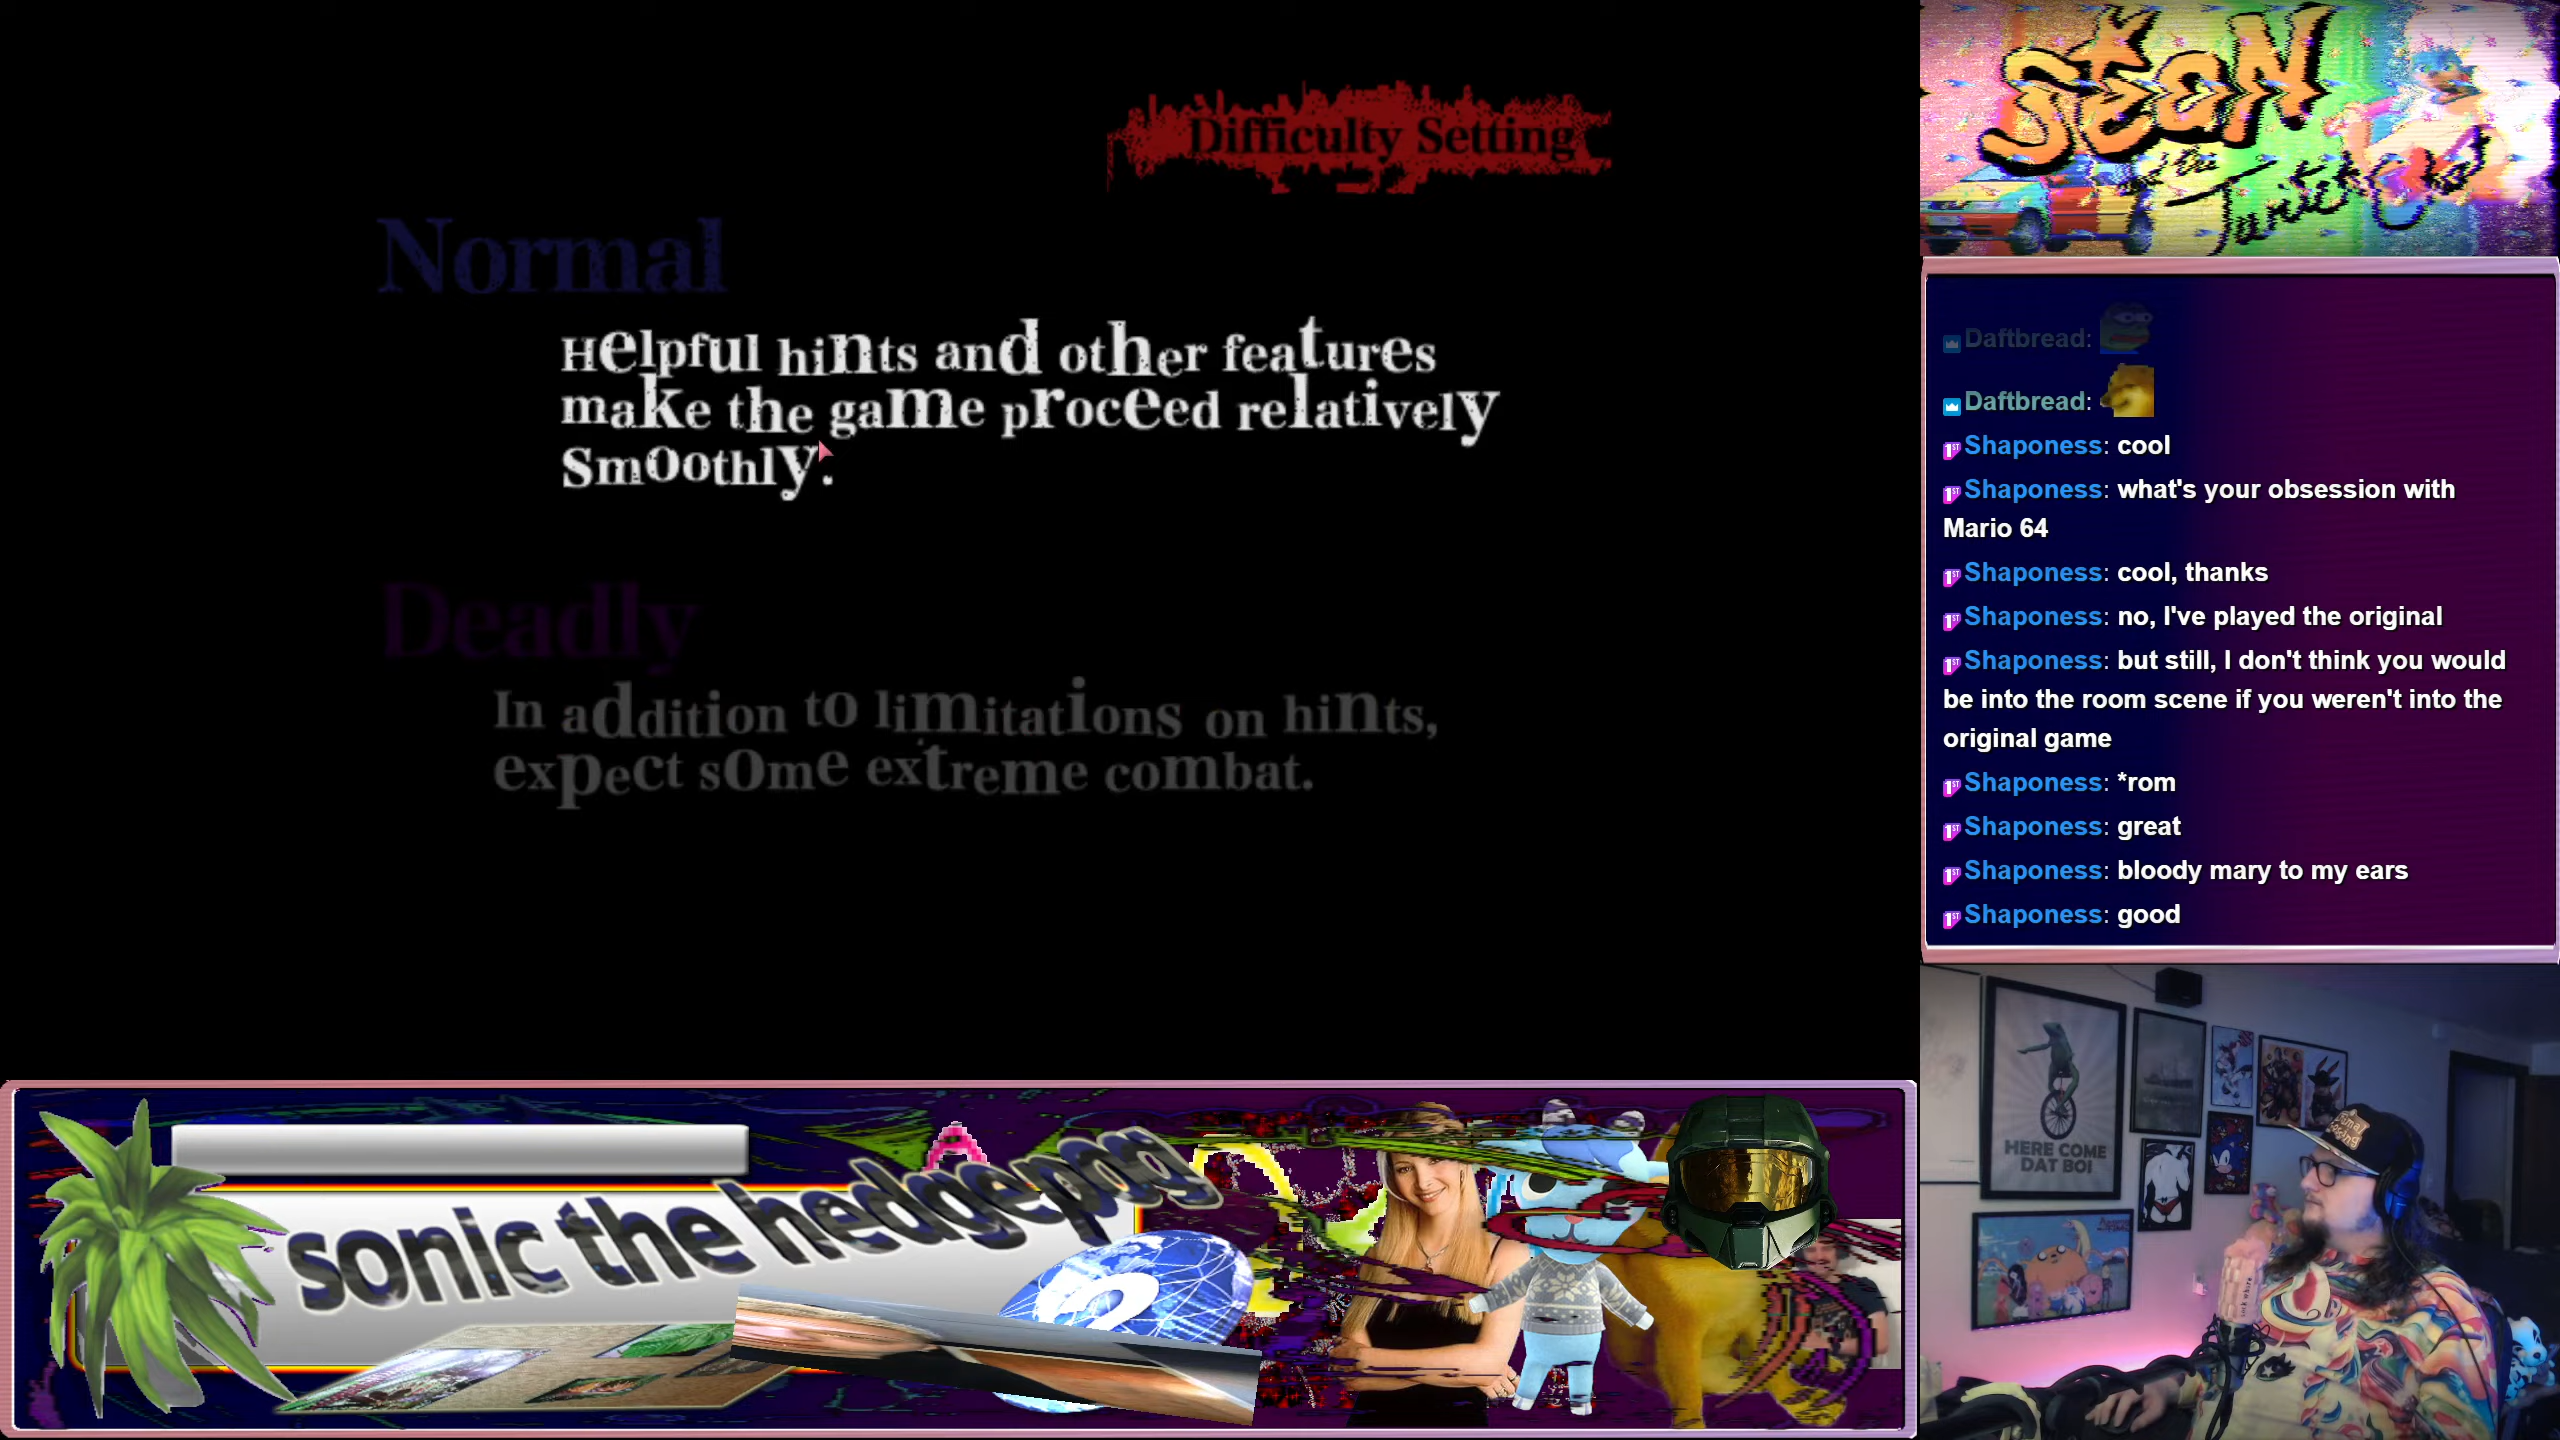 Difficulty Setting
Normal
Helpful hints and other features
make the game proceed relatively
Smoothly.
Deadly
In addition to limitations on hints,
expect some extreme combat.
Daftbread:
Daftbread:
Shaponess: cool
Shaponess: what's your obsession with
Mario 64
Shaponess: cool, thanks
Shaponess: no, I've played the original
Shaponess: but still, I don't think you would
be into the room scene if you weren't into the
original game
Shaponess: *rom
Shaponess: great
Shaponess: bloody mary to my ears
Shaponess: good
HERE COME
DAT BOI
sonic the hedgepog